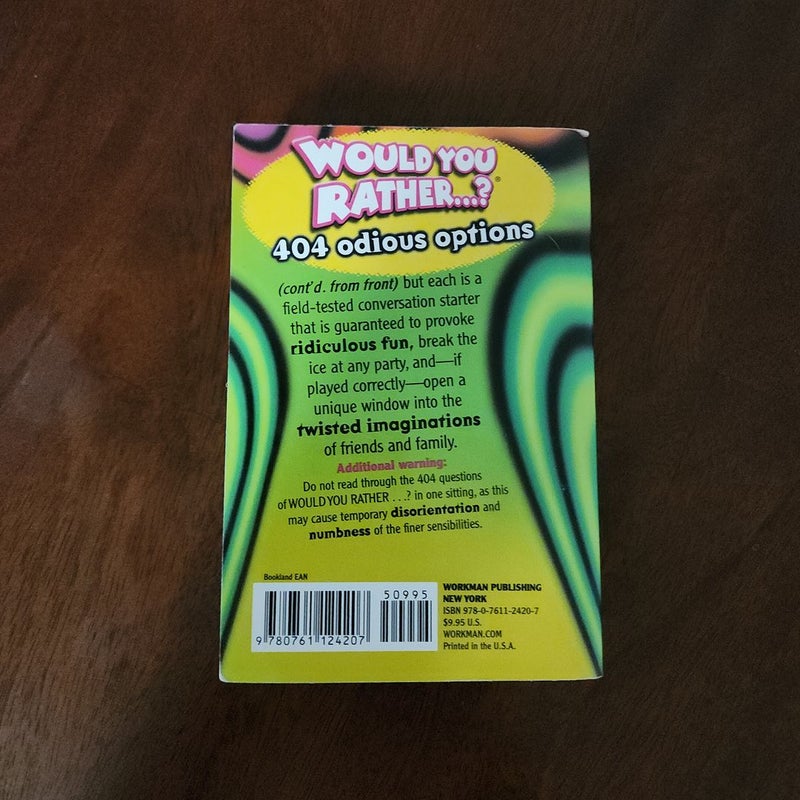 WOULD YOU
RATHER...?®
404 odious options
(cont'd. from front) but each is a
field-tested conversation starter
that is guaranteed to provoke
ridiculous fun, break the
ice at any party, and—if
played correctly—open a
unique window into the
twisted imaginations
of friends and family.
Additional warning:
Do not read through the 404 questions
of WOULD YOU RATHER . . .? in one sitting, as this
may cause temporary disorientation and
numbness of the finer sensibilities.
Bookland EAN
50995
9 780761 124207
WORKMAN PUBLISHING
NEW YORK
ISBN 978-0-7611-2420-7
$9.95 U.S.
WORKMAN.COM
Printed in the U.S.A.